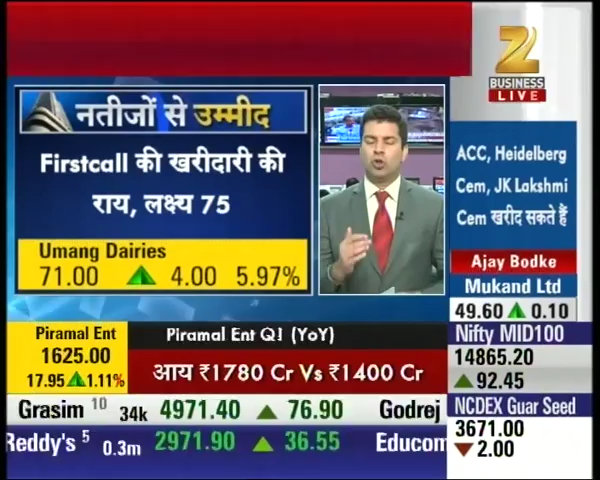 Z
BUSINESS
LIVE
नतीजों से उम्मीद
Firstcall की खरीदारी की
राय, लक्ष्य 75
Umang Dairies
71.00 4.00 5.97%
ACC, Heidelberg
Cem, JK Lakshmi
Cem खरीद सकते हैं
Ajay Bodke
Mukand Ltd
49.60 0.10
Piramal Ent
1625.00
17.95 1.11%
Piramal Ent Q1 (YoY)
आय ₹1780 Cr Vs ₹1400 Cr
Nifty MID100
14865.20
92.45
Grasim 10 34k 4971.40 76.90 Godrej
Reddy's 5 0.3m 2971.90 36.55 Educom
NCDEX Guar Seed
3671.00
2.00